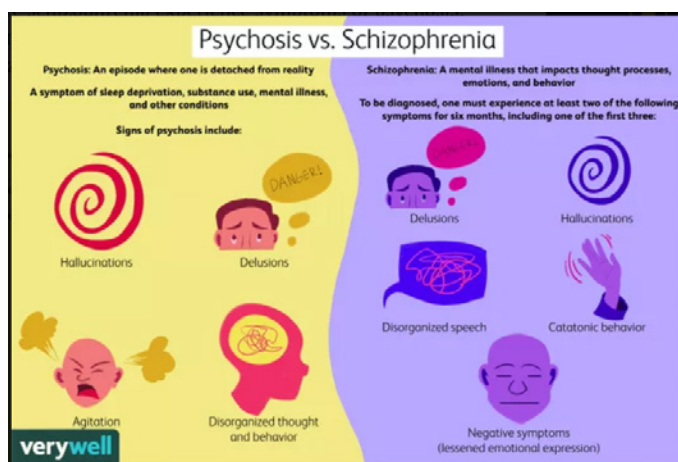 Psychosis vs. Schizophrenia
Psychosis: An episode where one is detached from reality
A symptom of sleep deprivation, substance use, mental illness,
and other conditions
Signs of psychosis include:
DANGER!
Hallucinations
Delusions
Agitation
Disorganized thought
and behavior
Schizophrenia: A mental illness that impacts thought processes,
emotions, and behavior
To be diagnosed, one must experience at least two of the following
symptoms for six months, including one of the first three:
DANGER!
Delusions
Hallucinations
Disorganized speech
Catatonic behavior
Negative symptoms
(lessened emotional expression)
verywell